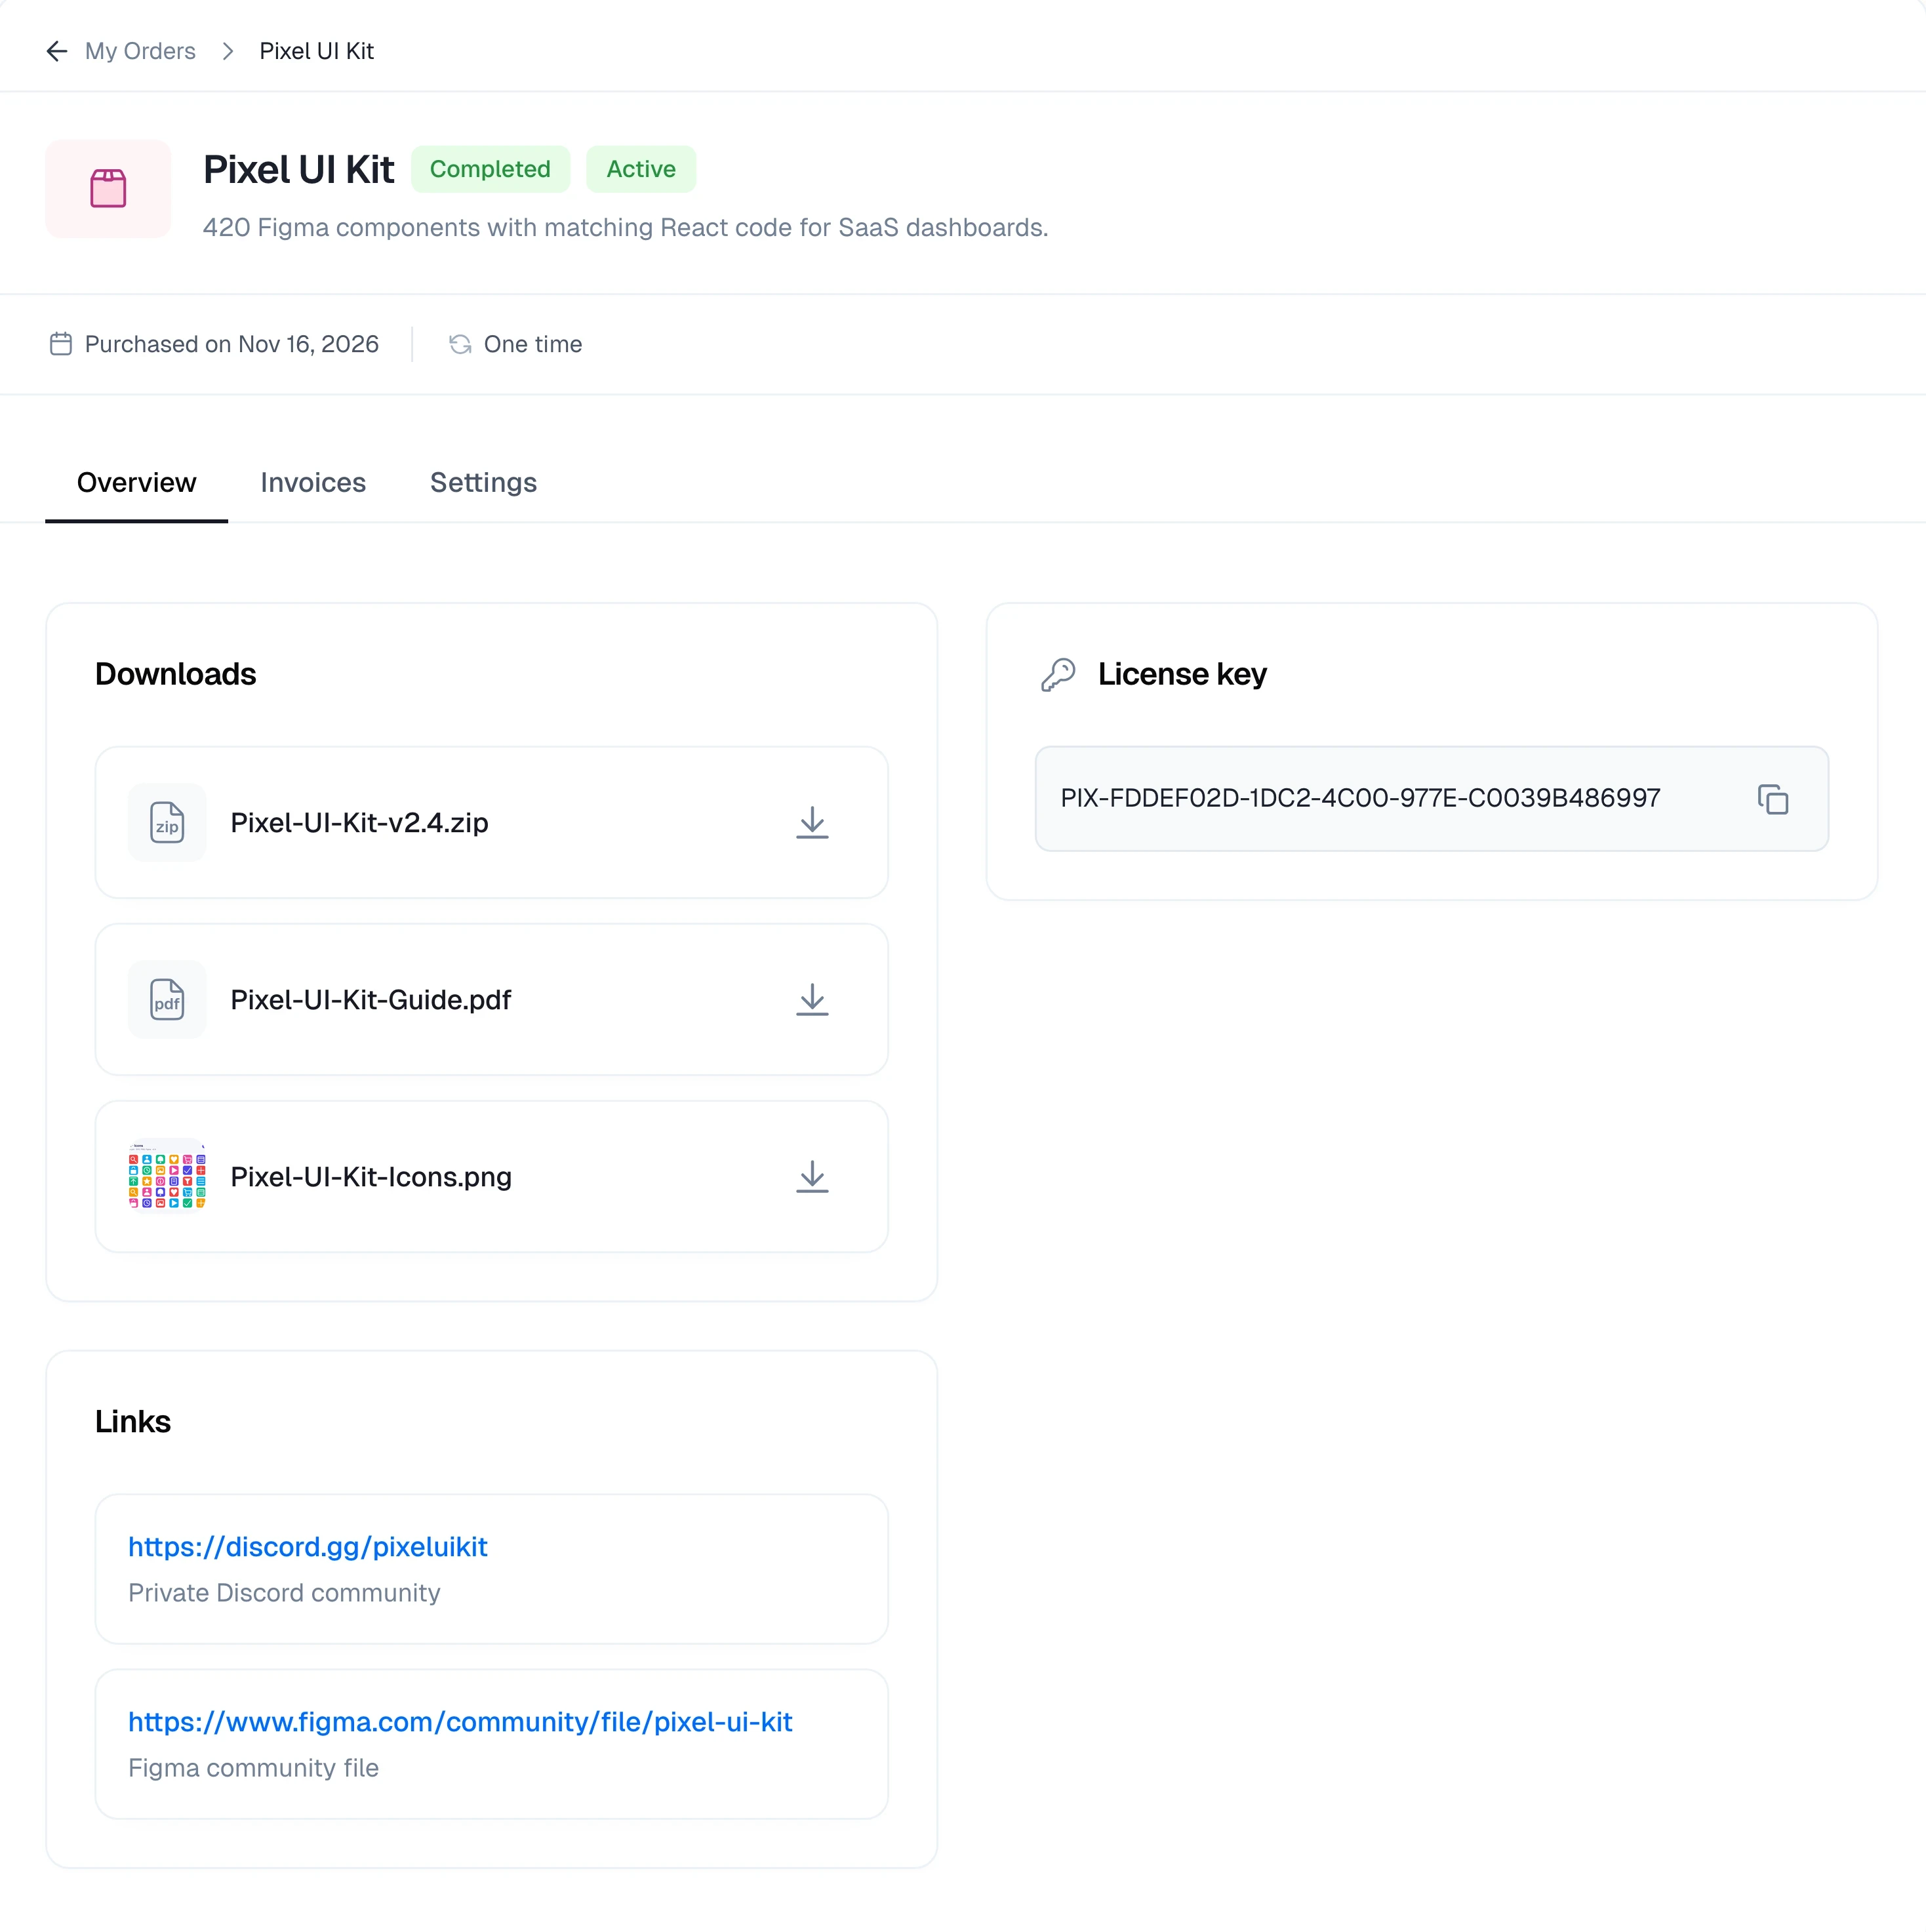 My Orders > Pixel UI Kit
Pixel UI Kit Completed Active
420 Figma components with matching React code for SaaS dashboards.
Purchased on Nov 16, 2026 One time
Overview Invoices Settings
Downloads
zip Pixel-UI-Kit-v2.4.zip
pdf Pixel-UI-Kit-Guide.pdf
Pixel-UI-Kit-Icons.png
License key
PIX-FDDEF02D-1DC2-4C00-977E-C0039B486997
Links
https://discord.gg/pixeluikit
Private Discord community
https://www.figma.com/community/file/pixel-ui-kit
Figma community file